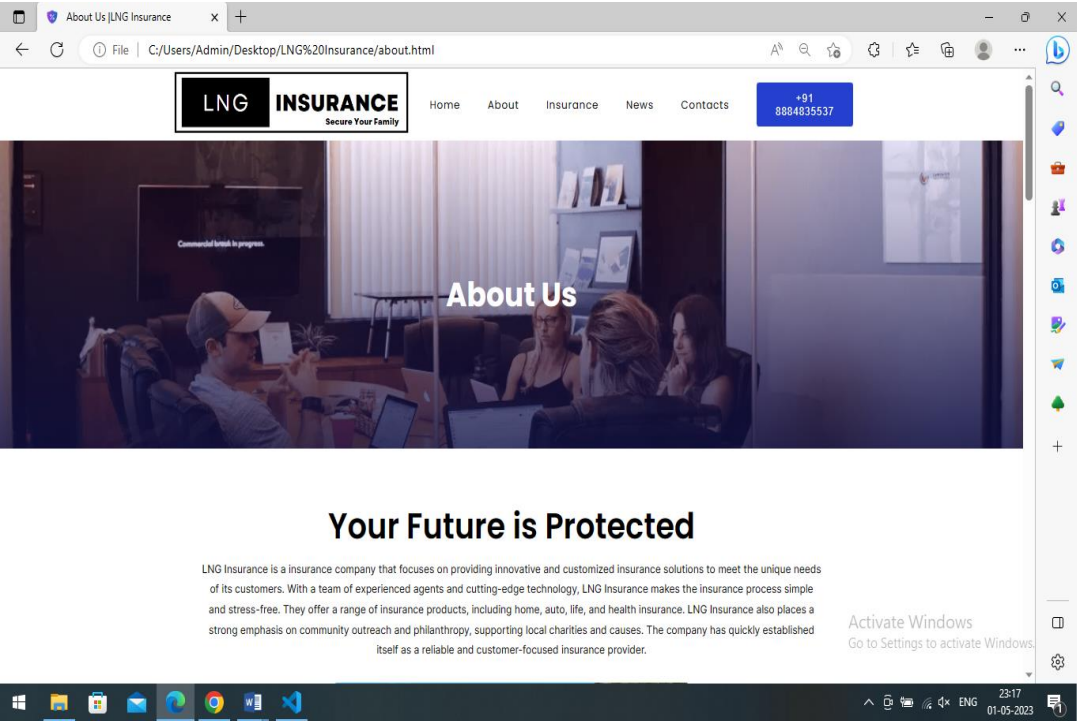 About Us |LNG Insurance
File
C:/Users/Admin/Desktop/LNG%20Insurance/about.html
LNG INSURANCE
Secure Your Family
Home About Insurance News Contacts
+91
8884835537
Commercial break in progress.
About Us
Your Future is Protected
LNG Insurance is a insurance company that focuses on providing innovative and customized insurance solutions to meet the unique needs
of its customers. With a team of experienced agents and cutting-edge technology, LNG Insurance makes the insurance process simple
and stress-free. They offer a range of insurance products, including home, auto, life, and health insurance. LNG Insurance also places a
strong emphasis on community outreach and philanthropy, supporting local charities and causes. The company has quickly established
itself as a reliable and customer-focused insurance provider.
Activate Windows
Go to Settings to activate Windows.
ENG
23:17
01-05-2023
1